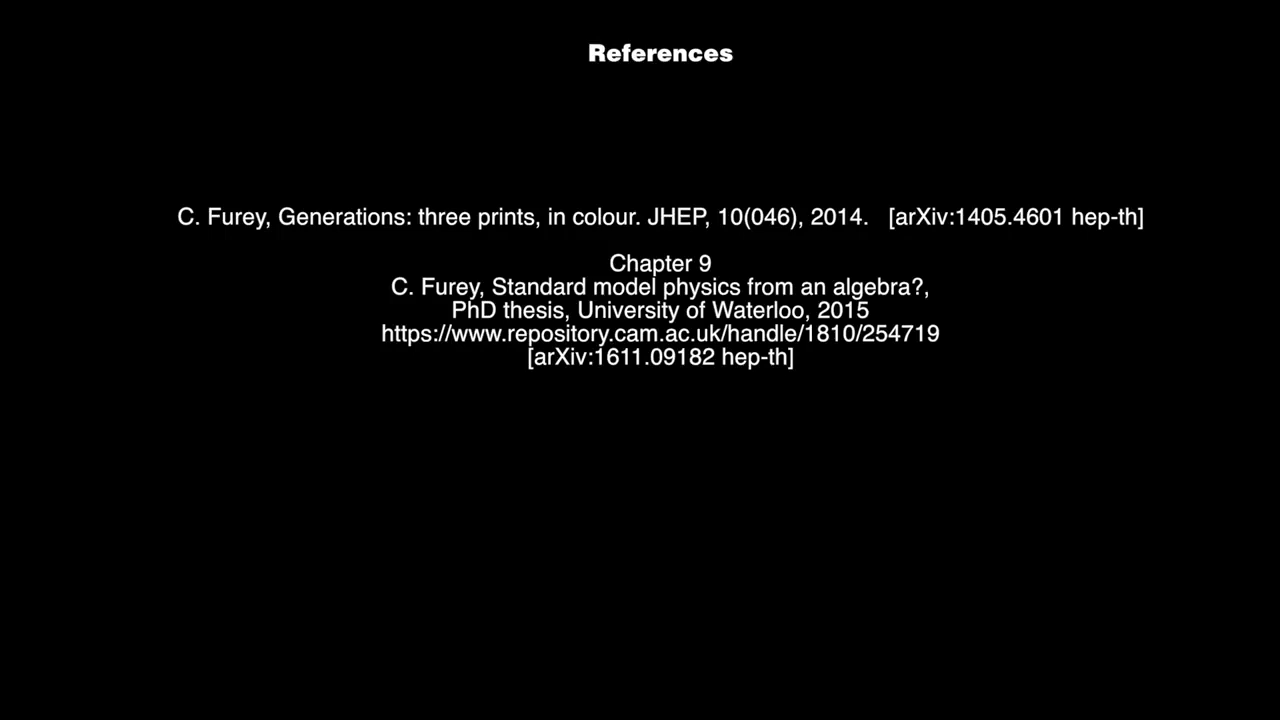 References
C. Furey, Generations: three prints, in colour. JHEP, 10(046), 2014. [arXiv:1405.4601 hep-th]
Chapter 9
C. Furey, Standard model physics from an algebra?,
PhD thesis, University of Waterloo, 2015
https://www.repository.cam.ac.uk/handle/1810/254719
[arXiv:1611.09182 hep-th]